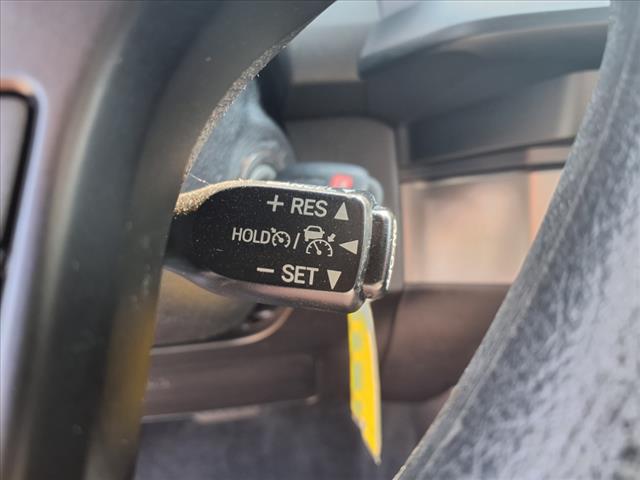 + RES ▲
HOLD / ◀
− SET ▼